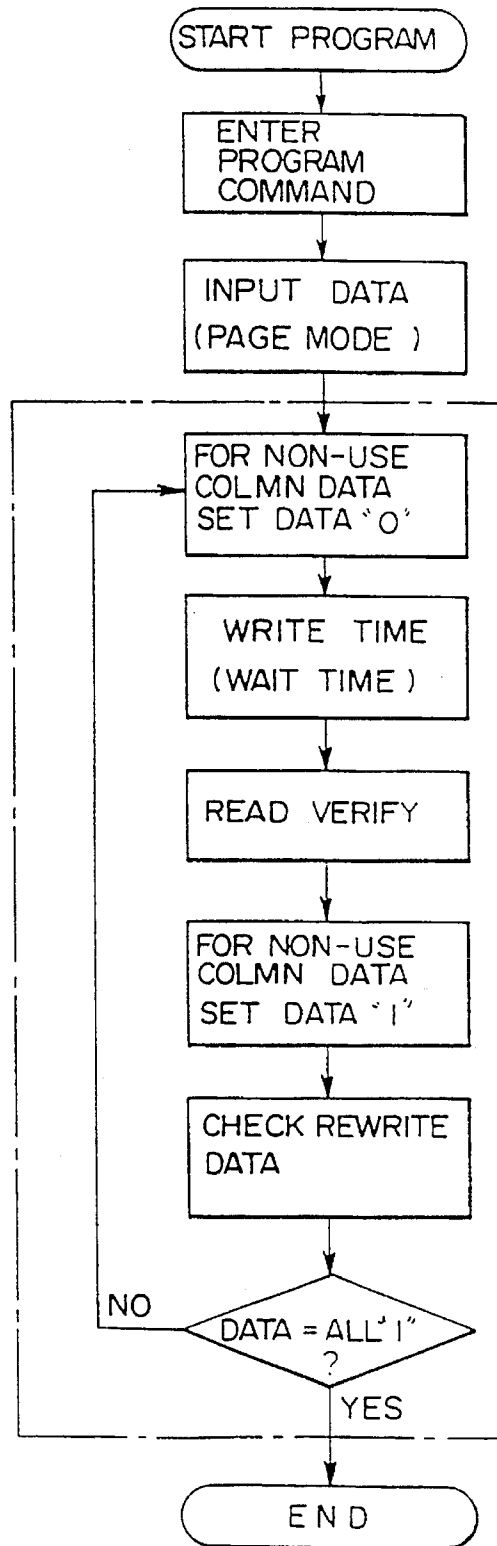 START PROGRAM
ENTER
PROGRAM
COMMAND
INPUT DATA
(PAGE MODE)
FOR NON-USE
COLMN DATA
SET DATA "0"
WRITE TIME
(WAIT TIME)
READ VERIFY
FOR NON-USE
COLMN DATA
SET DATA "1"
CHECK REWRITE
DATA
NO
DATA = ALL "1"
?
YES
END